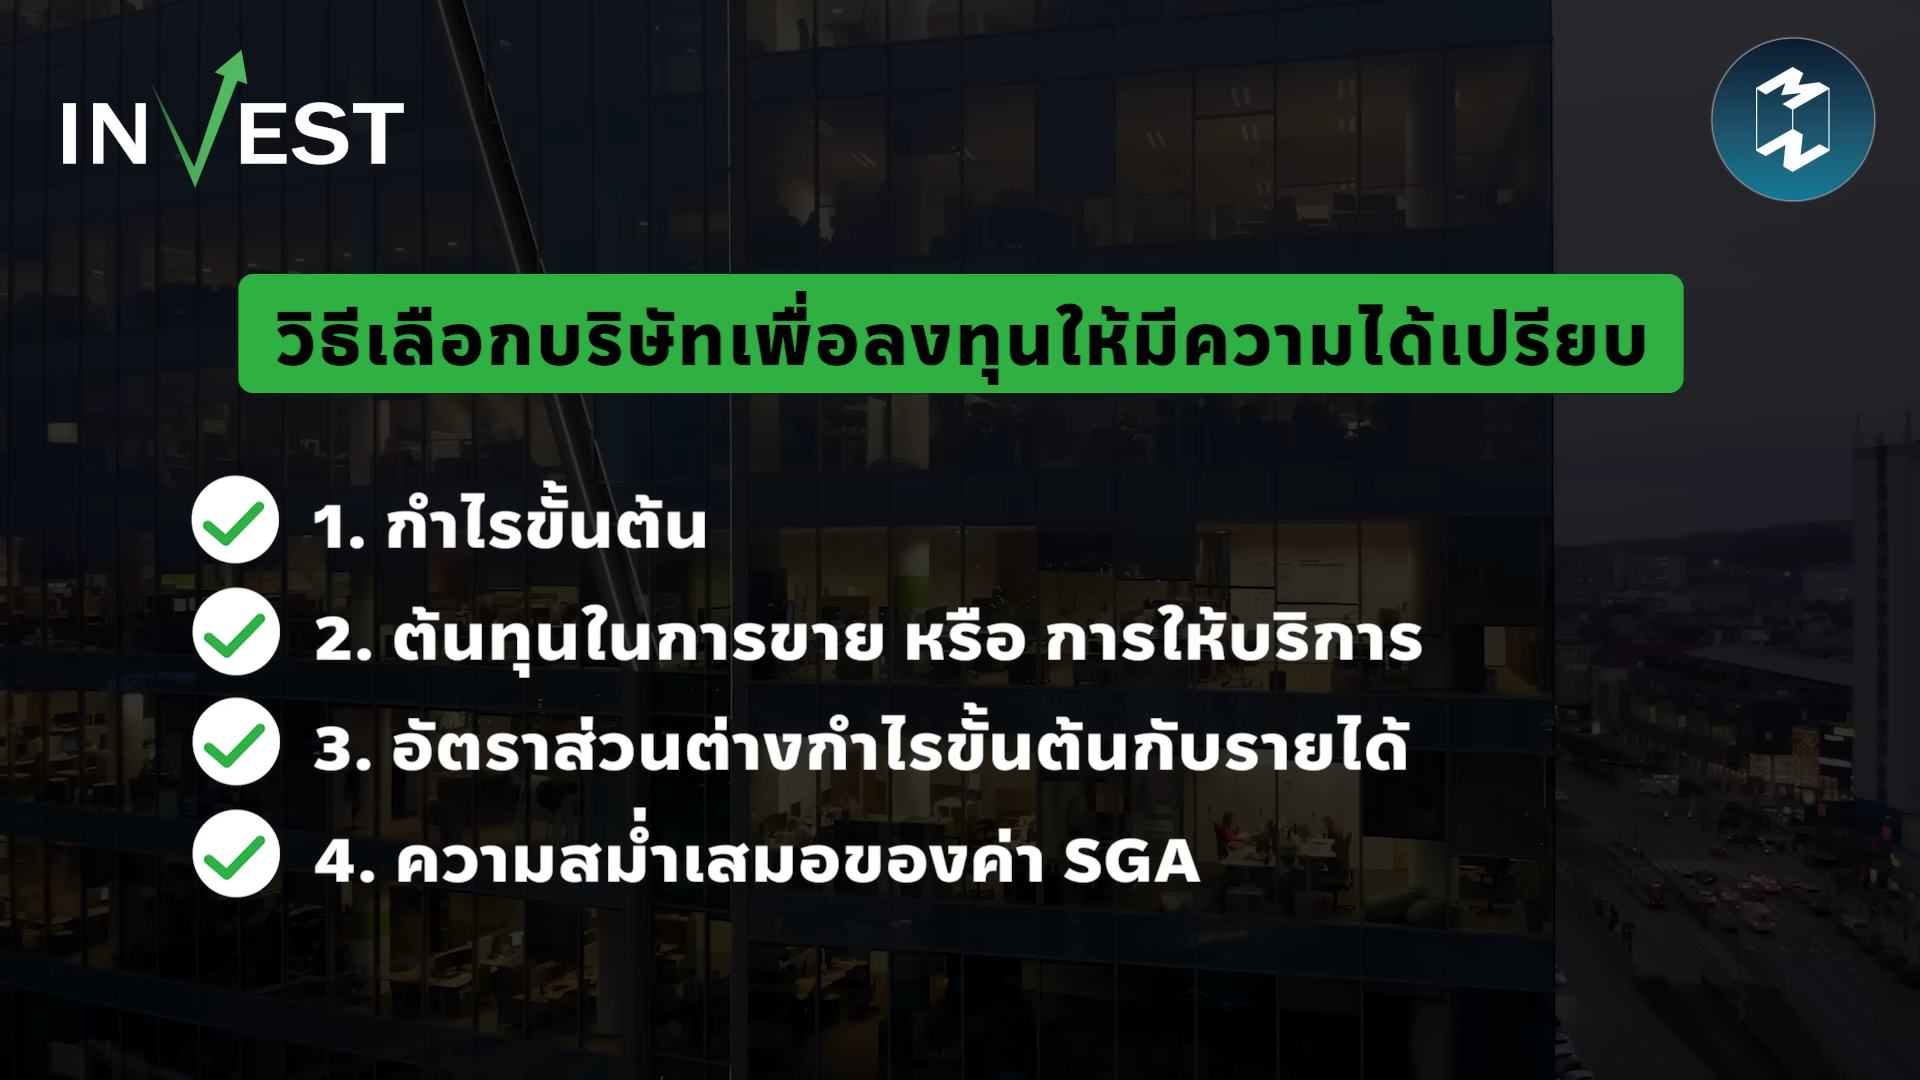 INVEST
วิธีเลือกบริษัทเพื่อลงทุนให้มีความได้เปรียบ
1. กำไรขั้นต้น
2. ต้นทุนในการขาย หรือ การให้บริการ
3. อัตราส่วนต่างกำไรขั้นต้นกับรายได้
4. ความสม่ำเสมอของค่า SGA